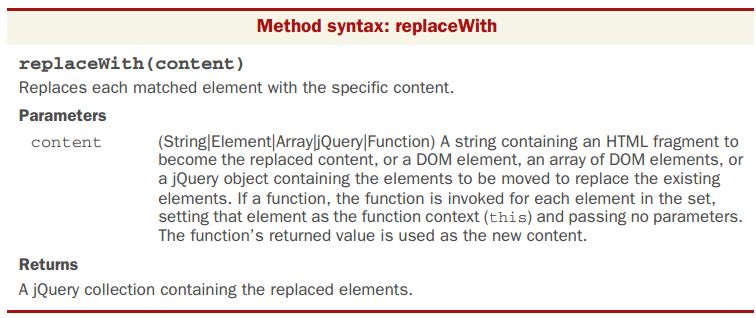 Method syntax: replaceWith
replaceWith(content)
Replaces each matched element with the specific content.
Parameters
content (String|Element|Array|jQuery|Function) A string containing an HTML fragment to
become the replaced content, or a DOM element, an array of DOM elements, or
a jQuery object containing the elements to be moved to replace the existing
elements. If a function, the function is invoked for each element in the set,
setting that element as the function context (this) and passing no parameters.
The function’s returned value is used as the new content.
Returns
A jQuery collection containing the replaced elements.